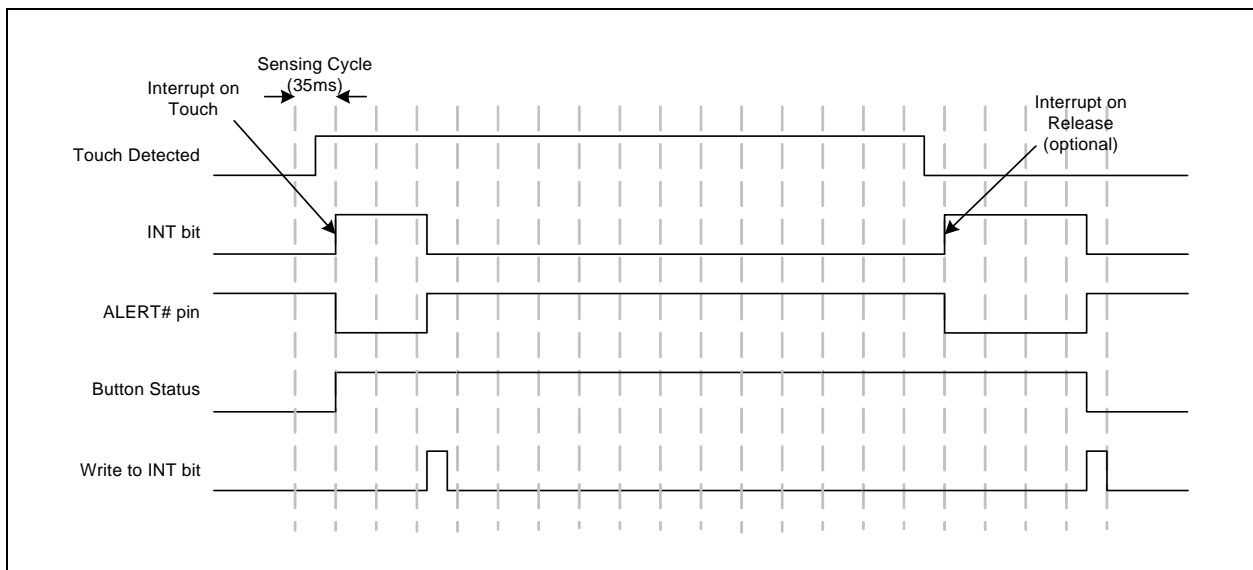 Sensing Cycle
(35ms)
Interrupt on
Touch
Interrupt on
Release
(optional)
Touch Detected
INT bit
ALERT# pin
Button Status
Write to INT bit